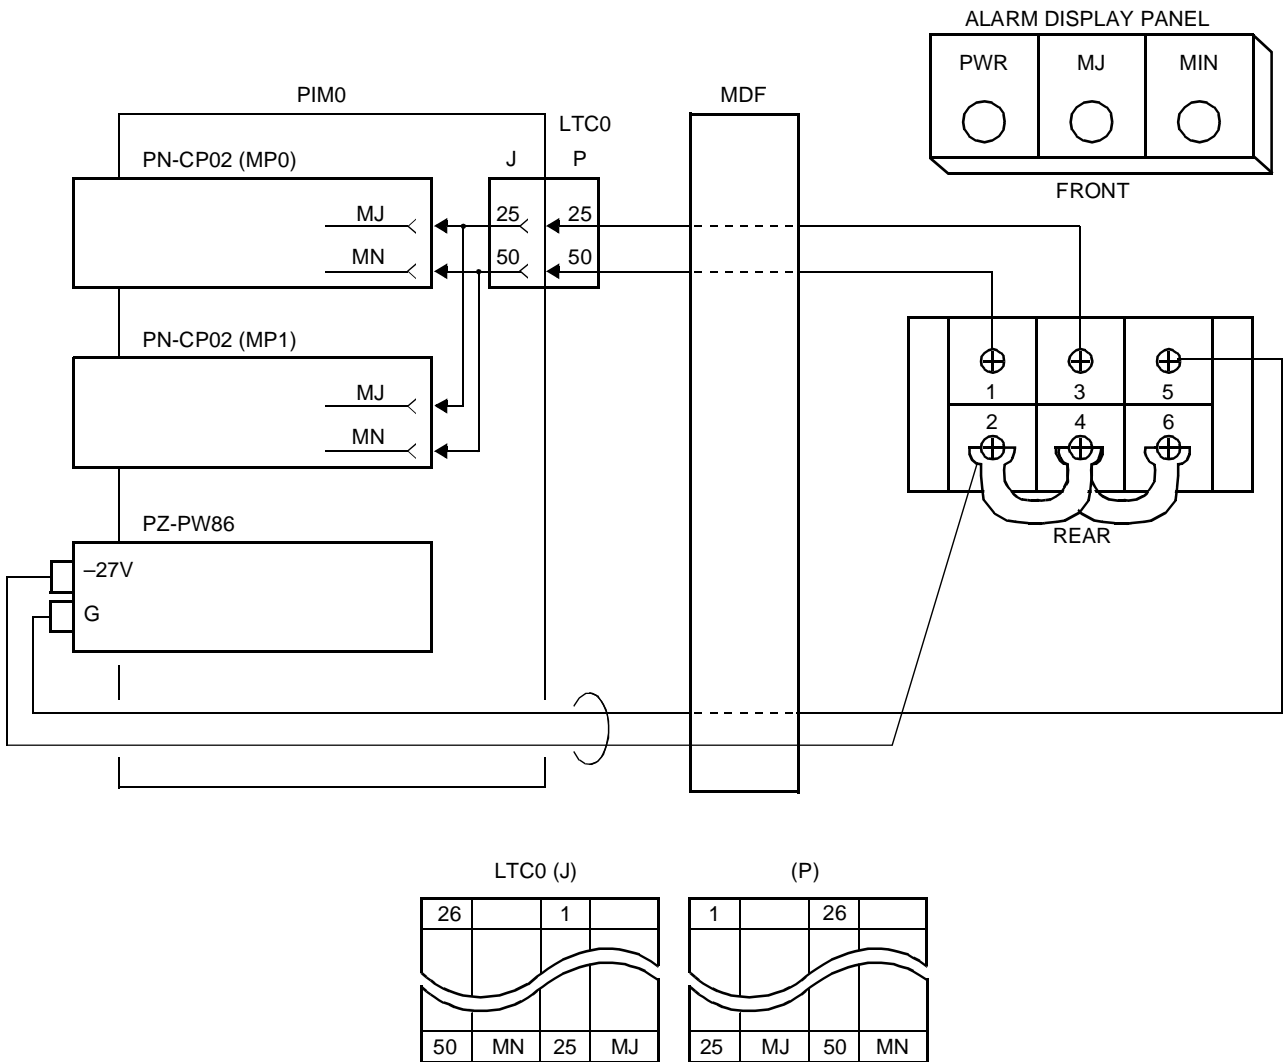 ALARM DISPLAY PANEL
PWR MJ MIN
FRONT
PIM0
MDF
LTC0
J P
PN-CP02 (MP0)
MJ 25 25
MN 50 50
PN-CP02 (MP1)
MJ
MN
1 3 5
2 4 6
REAR
PZ-PW86
–27V
G
LTC0 (J) (P)
26 1 1 26
50 MN 25 MJ 25 MJ 50 MN